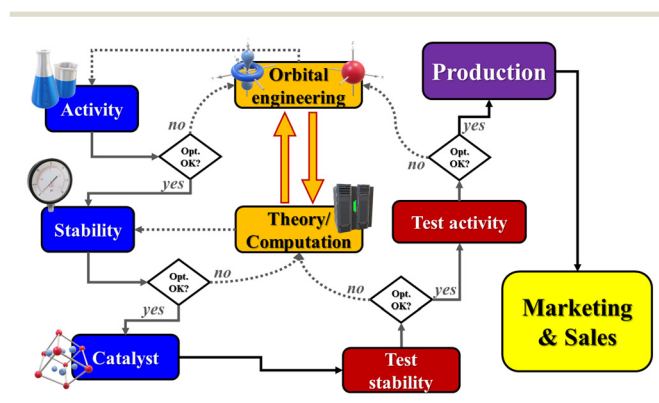 Orbital
engineering
Production
Activity
no
Opt.
OK?
yes
no
Opt.
OK?
yes
Stability
Theory/
Computation
Test activity
Opt.
OK?
no
yes
no
Opt.
OK?
yes
Marketing
& Sales
Catalyst
Test
stability